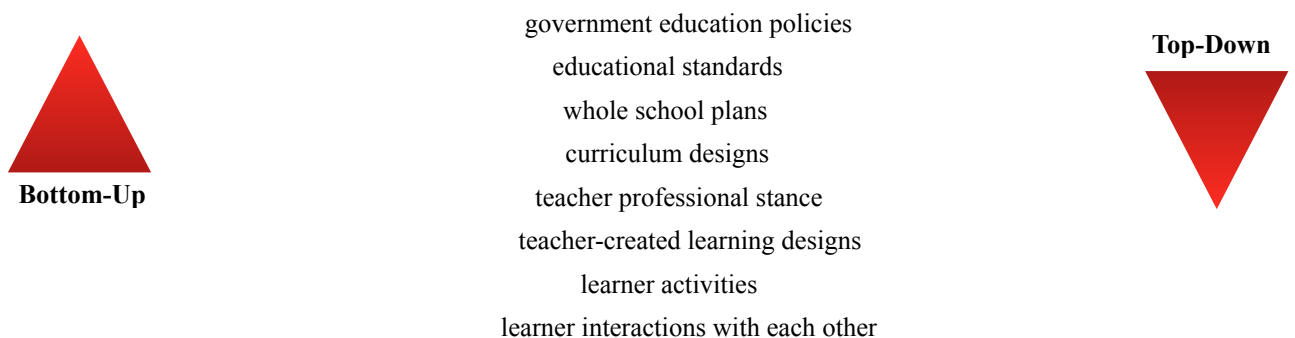 government education policies
Top-Down
educational standards
whole school plans
curriculum designs
Bottom-Up
teacher professional stance
teacher-created learning designs
learner activities
learner interactions with each other